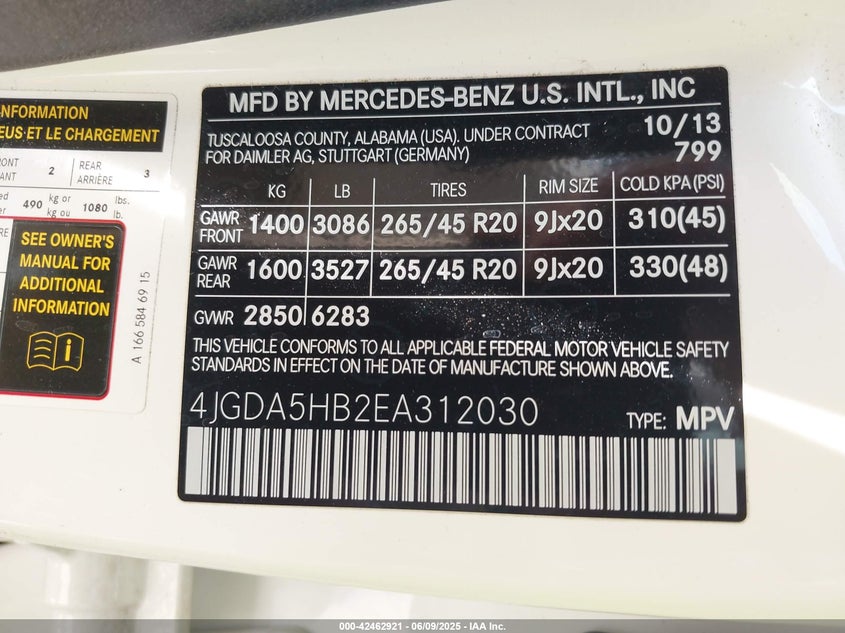 INFORMATION
EUS ET LE CHARGEMENT
2
REAR
ARRIÈRE
3
490
kg or
kg ou
1080
lbs.
lb.
SEE OWNER'S
MANUAL FOR
ADDITIONAL
INFORMATION
A 166 584 69 15
MFD BY MERCEDES-BENZ U.S. INTL., INC
TUSCALOOSA COUNTY, ALABAMA (USA). UNDER CONTRACT
FOR DAIMLER AG, STUTTGART (GERMANY)
10/13
799
KG LB TIRES RIM SIZE COLD KPA (PSI)
GAWR
FRONT 1400 3086 265/45 R20 9Jx20 310(45)
GAWR
REAR 1600 3527 265/45 R20 9Jx20 330(48)
GVWR 2850 6283
THIS VEHICLE CONFORMS TO ALL APPLICABLE FEDERAL MOTOR VEHICLE SAFETY
STANDARDS IN EFFECT ON THE DATE OF MANUFACTURE SHOWN ABOVE.
4JGDA5HB2EA312030 TYPE: MPV
000-42462921 - 06/09/2025 - IAA Inc.